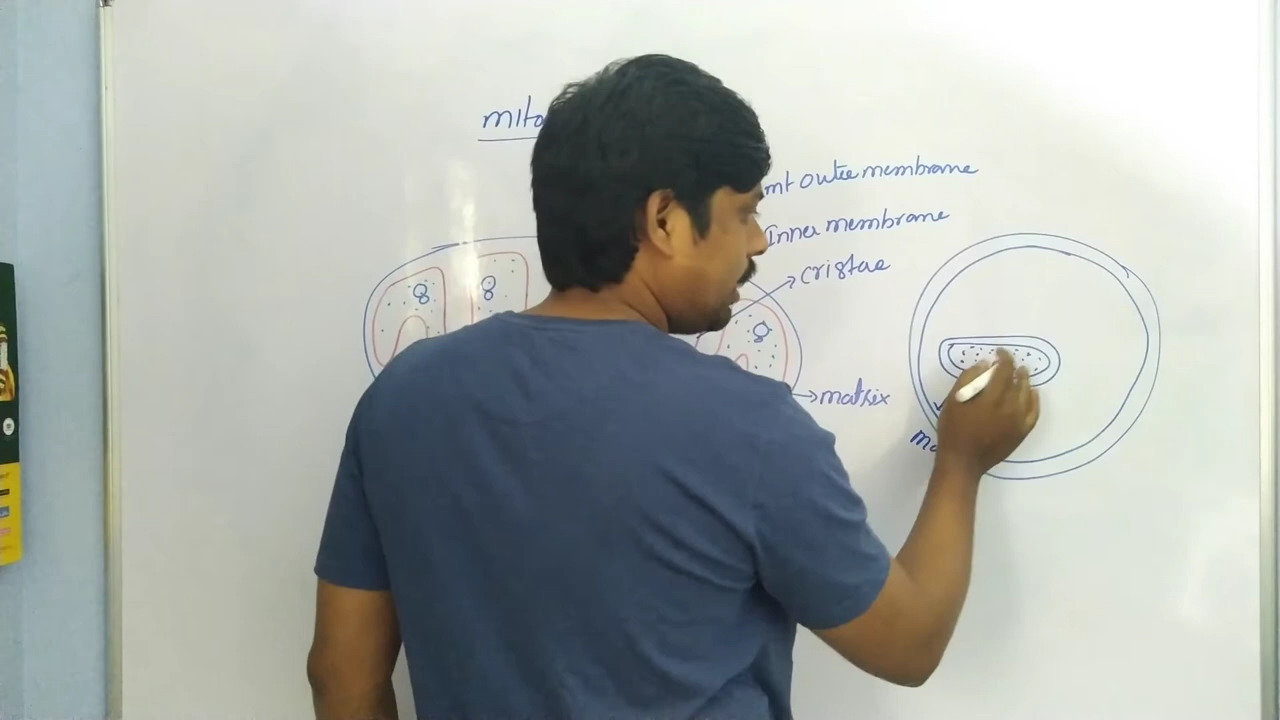 mito
mt outer membrane
Inner membrane
cristae
matrix